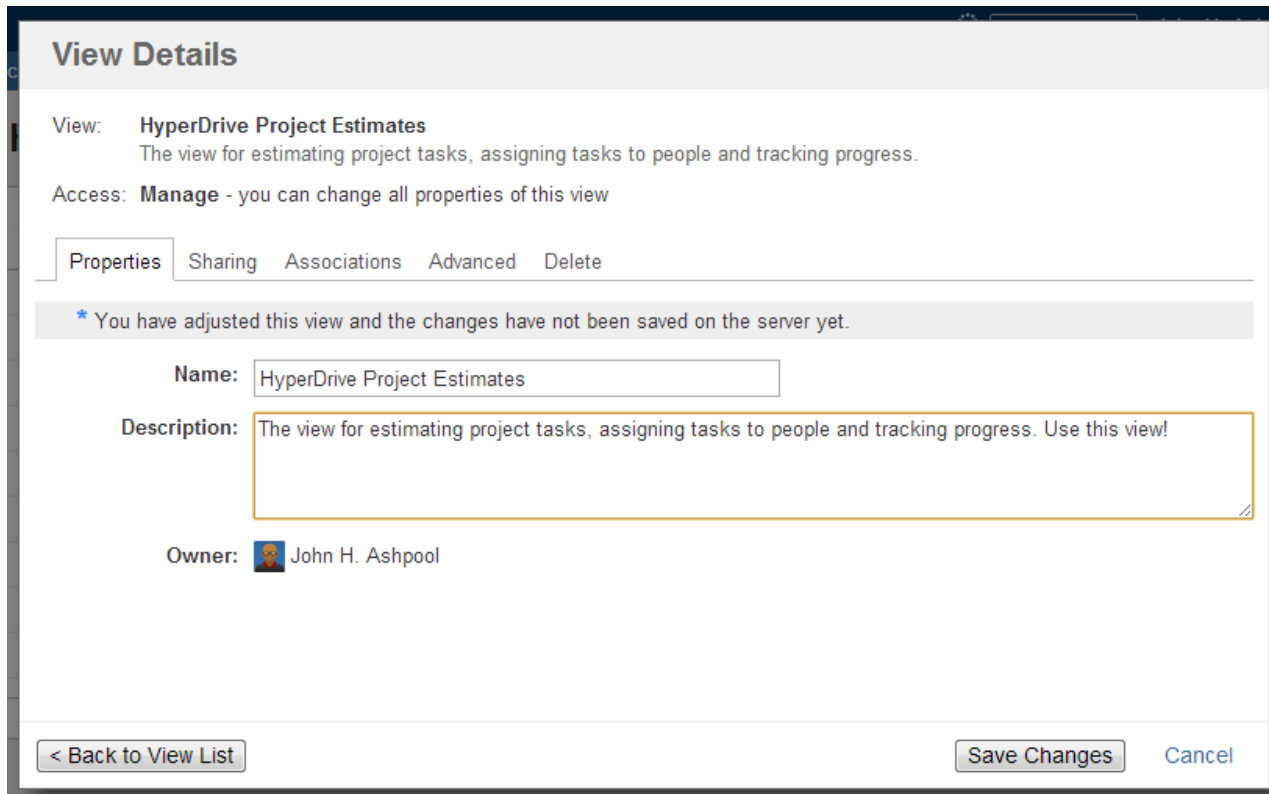 View Details
View: HyperDrive Project Estimates
The view for estimating project tasks, assigning tasks to people and tracking progress.
Access: Manage - you can change all properties of this view
Properties Sharing Associations Advanced Delete
* You have adjusted this view and the changes have not been saved on the server yet.
Name: HyperDrive Project Estimates
Description: The view for estimating project tasks, assigning tasks to people and tracking progress. Use this view!
Owner: John H. Ashpool
< Back to View List Save Changes Cancel